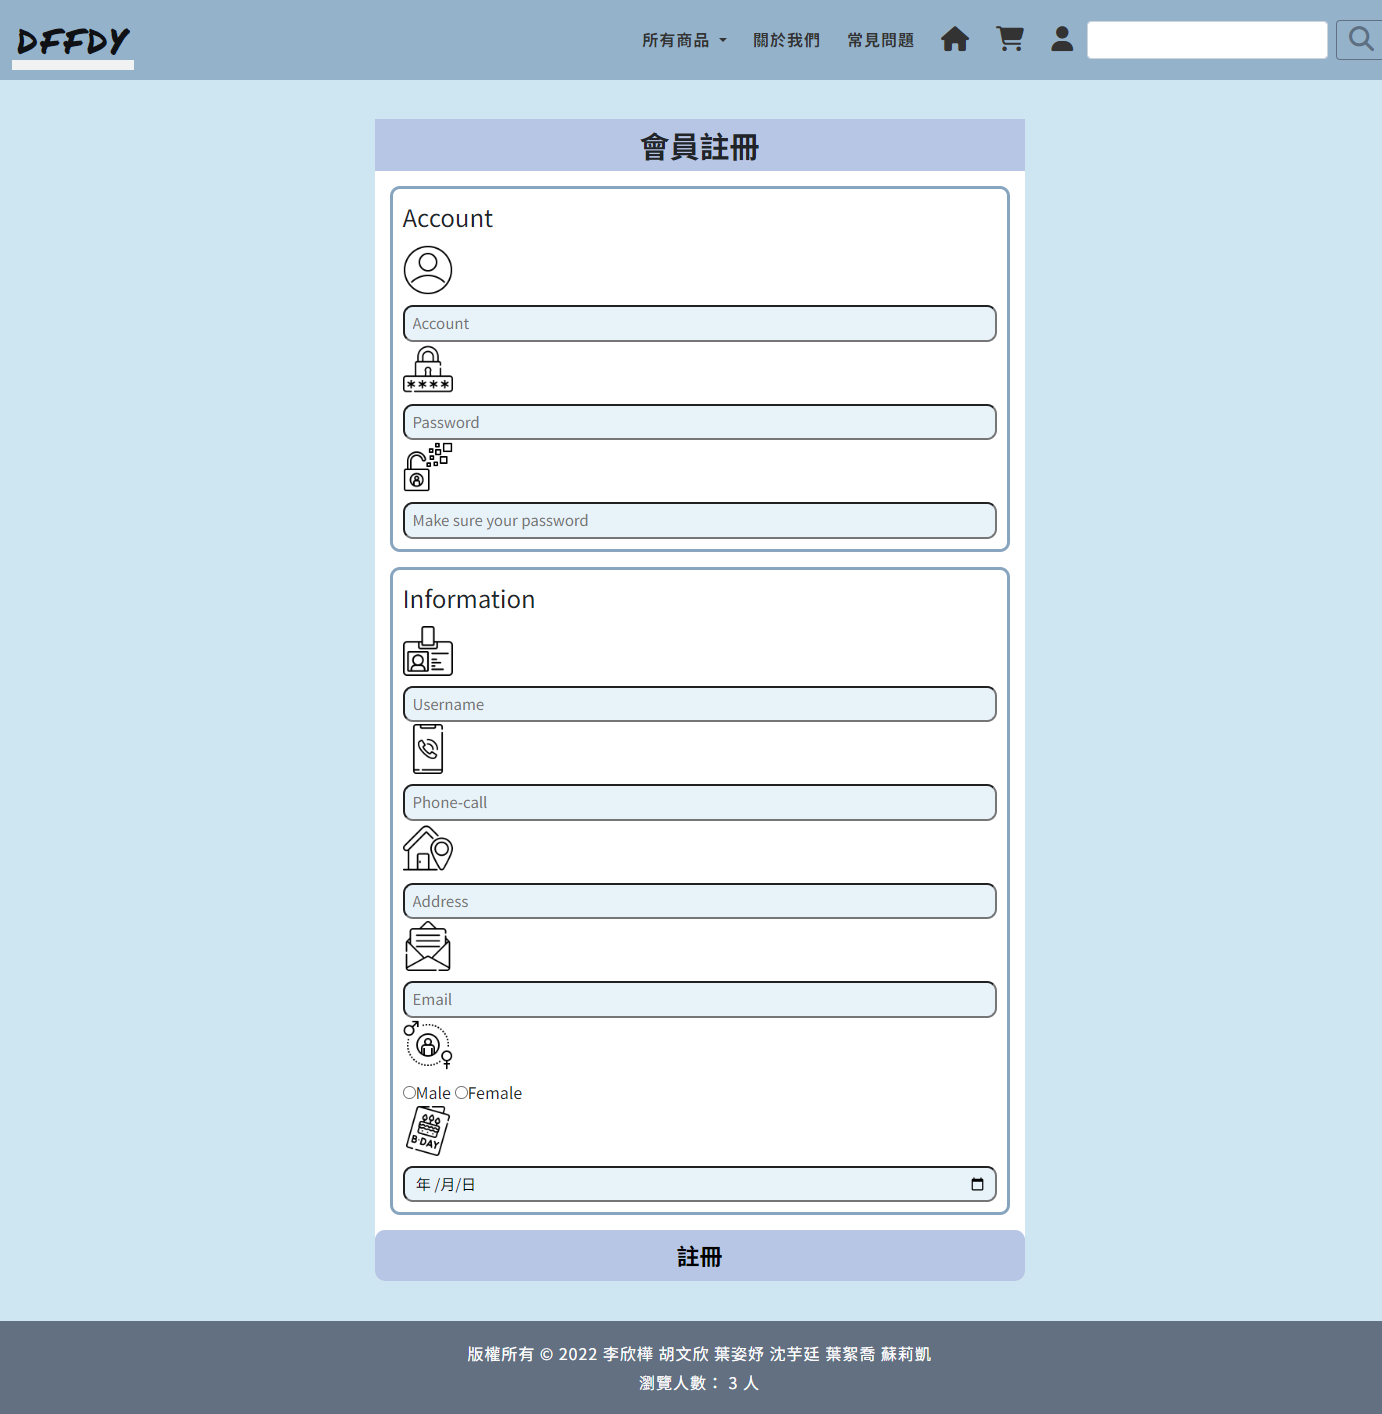 DFFDY
所有商品 關於我們 常見問題
會員註冊
Account
Account
****
Password
Make sure your password
Information
Username
Phone-call
Address
Email
Male Female
B-DAY
年 /月/日
註冊
版權所有 © 2022 李欣樺 胡文欣 葉姿妤 沈芋廷 葉絮喬 蘇莉凱
瀏覽人數： 3 人